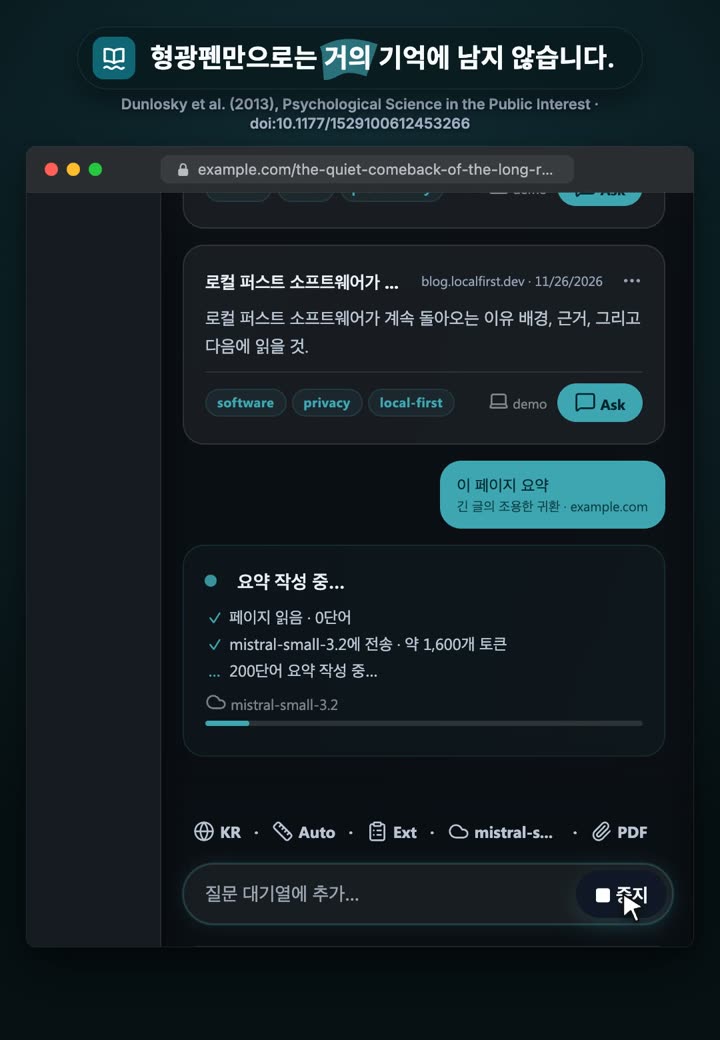 형광펜만으로는 거의 기억에 남지 않습니다.
Dunlosky et al. (2013), Psychological Science in the Public Interest ·
doi:10.1177/1529100612453266
example.com/the-quiet-comeback-of-the-long-r...
demo Ask
로컬 퍼스트 소프트웨어가 ... blog.localfirst.dev · 11/26/2026 •••
로컬 퍼스트 소프트웨어가 계속 돌아오는 이유 배경, 근거, 그리고
다음에 읽을 것.
software privacy local-first demo Ask
이 페이지 요약
긴 글의 조용한 귀환 · example.com
요약 작성 중...
✓ 페이지 읽음 · 0단어
✓ mistral-small-3.2에 전송 · 약 1,600개 토큰
... 200단어 요약 작성 중...
mistral-small-3.2
KR · Auto · Ext · mistral-s... · PDF
질문 대기열에 추가... 중지